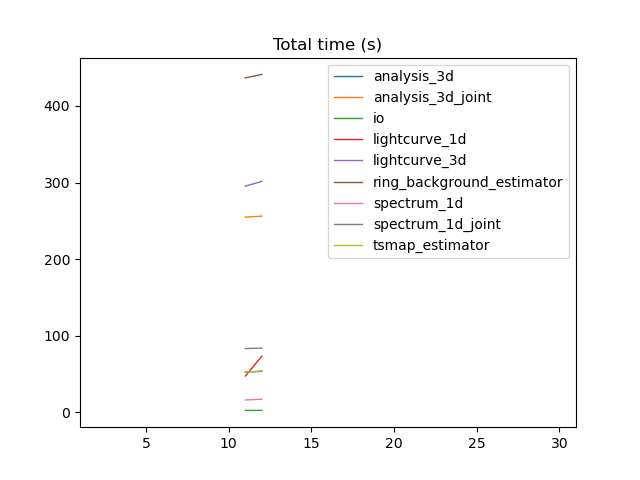 Total time (s)
analysis_3d
analysis_3d_joint
io
lightcurve_1d
lightcurve_3d
ring_background_estimator
spectrum_1d
spectrum_1d_joint
tsmap_estimator
400
300
200
100
0
5 10 15 20 25 30